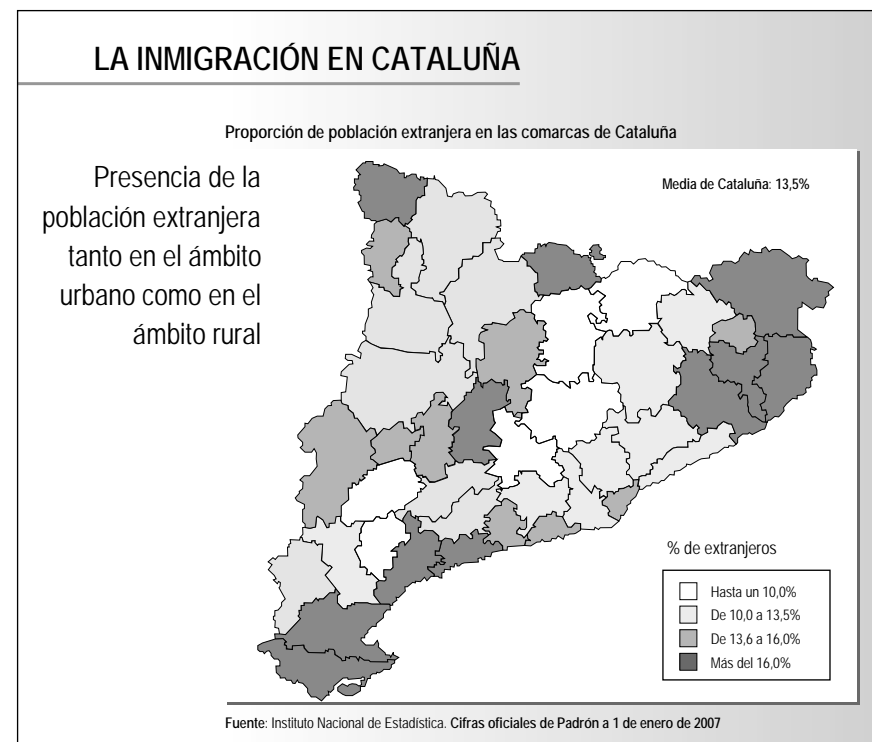 LA INMIGRACIÓN EN CATALUÑA
Proporción de población extranjera en las comarcas de Cataluña
Presencia de la
población extranjera
tanto en el ámbito
urbano como en el
ámbito rural
Media de Cataluña: 13,5%
% de extranjeros
Hasta un 10,0%
De 10,0 a 13,5%
De 13,6 a 16,0%
Más del 16,0%
Fuente: Instituto Nacional de Estadística. Cifras oficiales de Padrón a 1 de enero de 2007